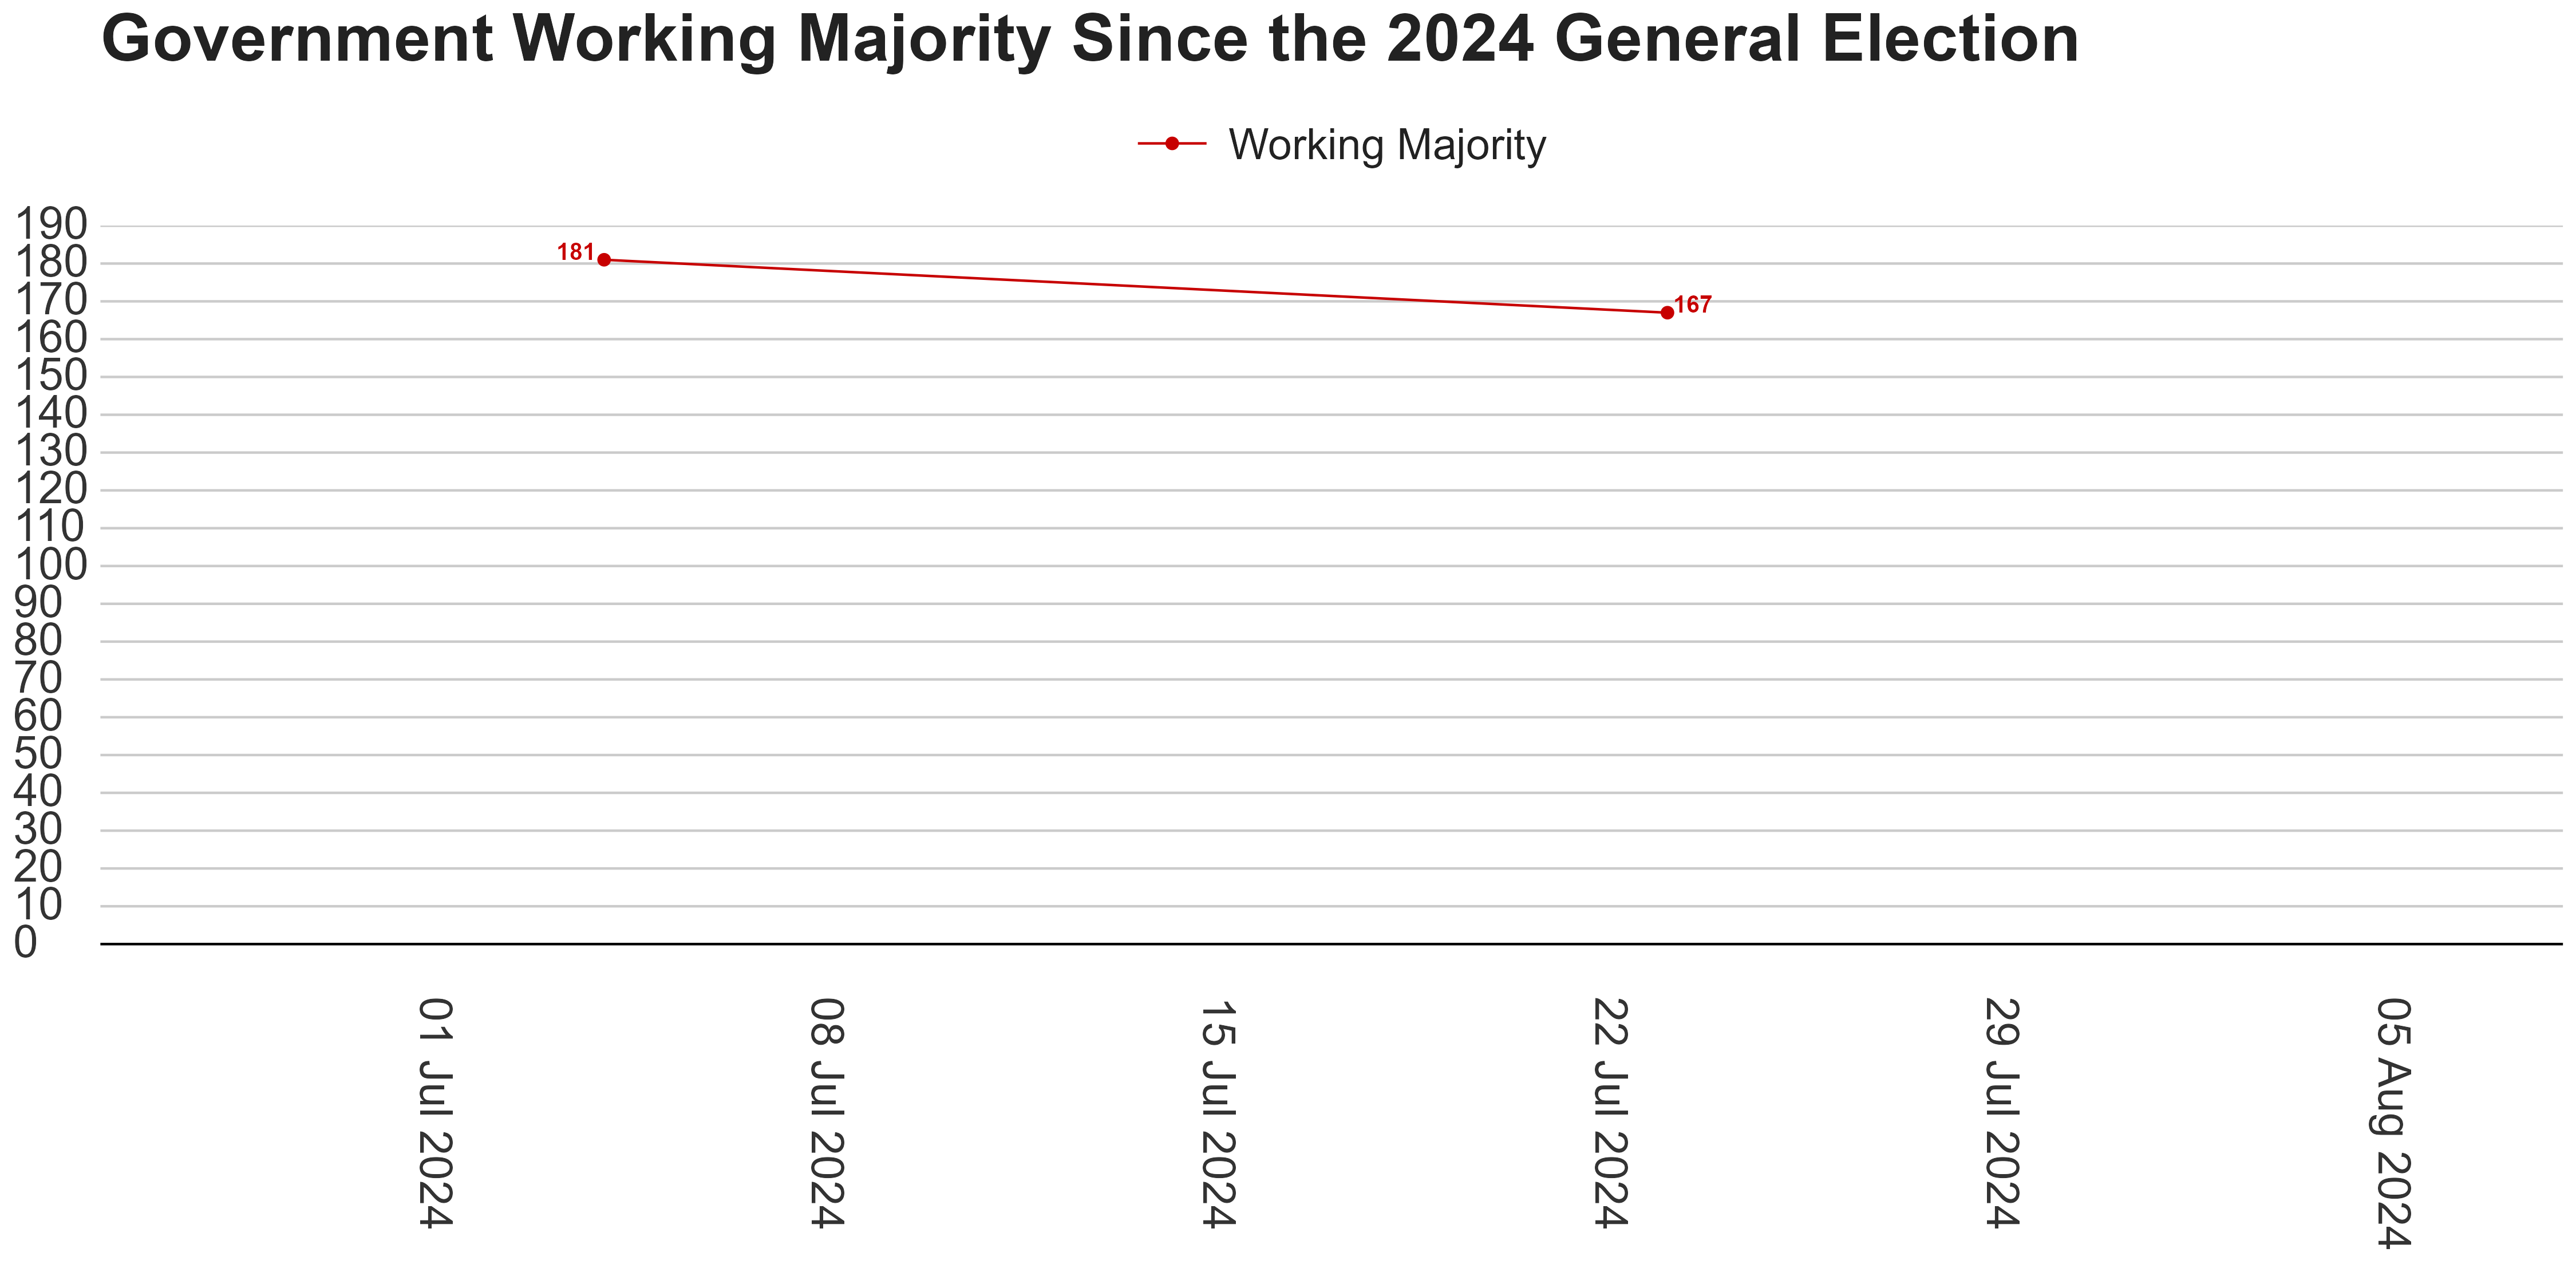 Government Working Majority Since the 2024 General Election
Working Majority
190
180
170
160
150
140
130
120
110
100
90
80
70
60
50
40
30
20
10
0
181
167
01 Jul 2024
08 Jul 2024
15 Jul 2024
22 Jul 2024
29 Jul 2024
05 Aug 2024